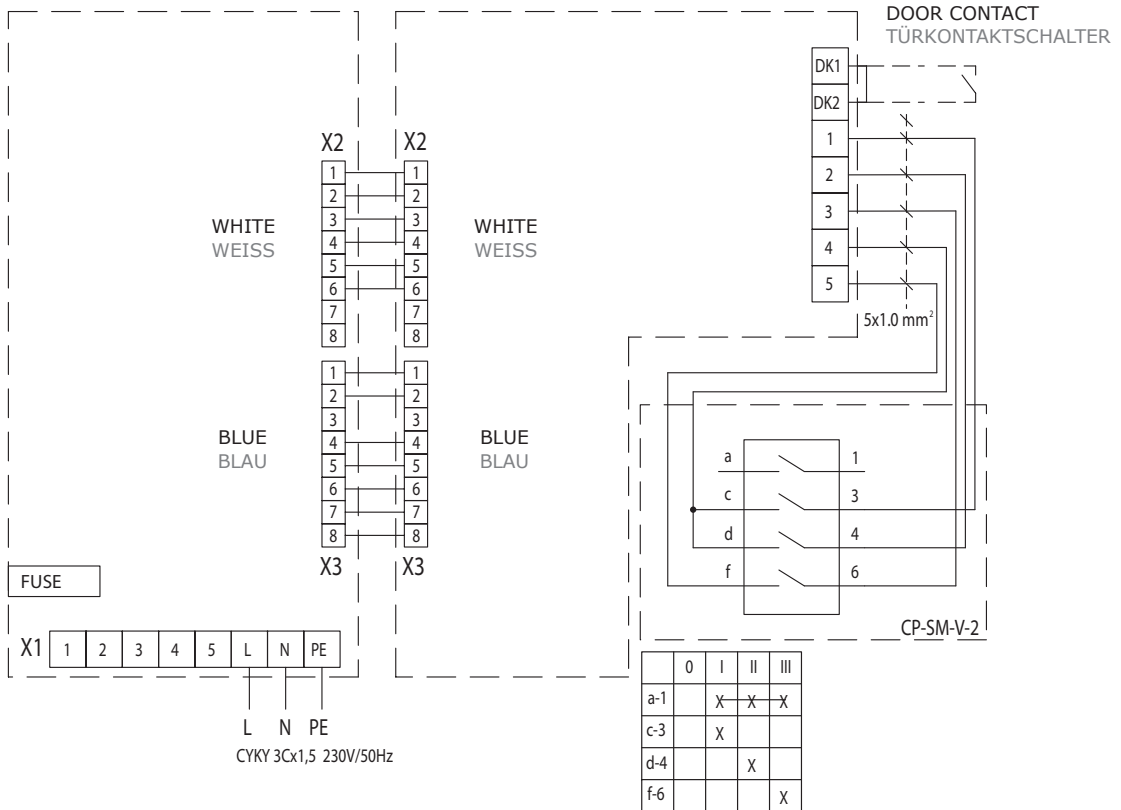 DOOR CONTACT
TÜRKONTAKTSCHALTER
DK1
DK2
1
2
3
4
5
5x1.0 mm²
X2 X2
1 1
2 2
3 3
4 4
5 5
6 6
7 7
8 8
WHITE
WEISS
WHITE
WEISS
1 1
2 2
3 3
4 4
5 5
6 6
7 7
8 8
X3 X3
BLUE
BLAU
BLUE
BLAU
a 1
c 3
d 4
f 6
CP-SM-V-2
FUSE
X1 1 2 3 4 5 L N PE
L N PE
CYKY 3Cx1,5 230V/50Hz
0 I II III
a-1 X X X
c-3 X
d-4 X
f-6 X